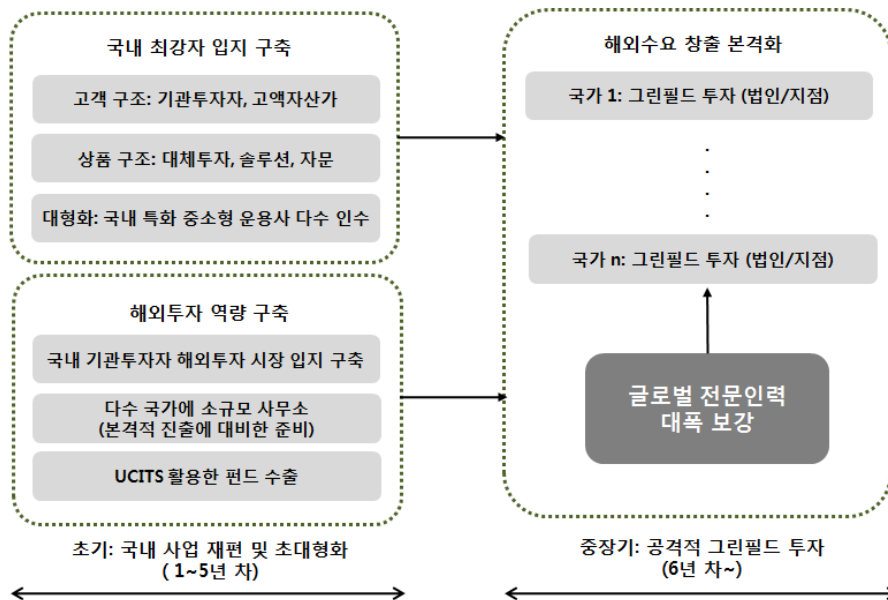 국내 최강자 입지 구축
고객 구조: 기관투자자, 고액자산가
상품 구조: 대체투자, 솔루션, 자문
대형화: 국내 특화 중소형 운용사 다수 인수
해외투자 역량 구축
국내 기관투자자 해외투자 시장 입지 구축
다수 국가에 소규모 사무소
(본격적 진출에 대비한 준비)
UCITS 활용한 펀드 수출
초기: 국내 사업 재편 및 초대형화
( 1~5년 차)
해외수요 창출 본격화
국가 1: 그린필드 투자 (법인/지점)
국가 n: 그린필드 투자 (법인/지점)
글로벌 전문인력
대폭 보강
중장기: 공격적 그린필드 투자
(6년 차~)